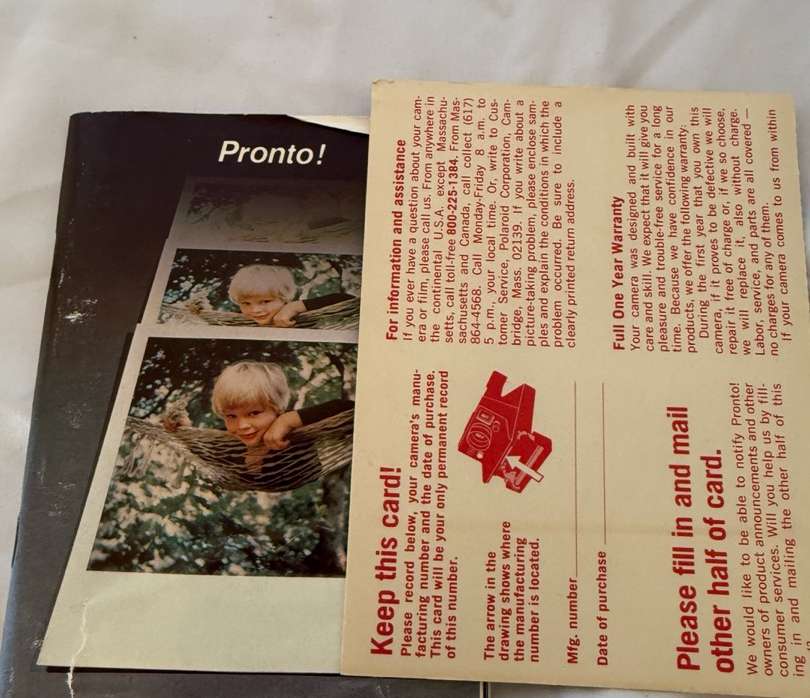 Pronto!
Keep this card!
Please record below, your camera's manu-
facturing number and the date of purchase.
This card will be your only permanent record
of this number.
The arrow in the
drawing shows where
the manufacturing
number is located.
Mfg. number
Date of purchase
Please fill in and mail
other half of card.
We would like to be able to notify Pronto!
owners of product announcements and other
consumer services. Will you help us by fill-
ing in and mailing the other half of this
For information and assistance
If you ever have a question about your cam-
era or film, please call us. From anywhere in
the continental U.S.A. except Massachu-
setts, call toll-free 800-225-1384. From Mas-
sachusetts and Canada, call collect (617)
864-4568. Call Monday-Friday 8 a.m. to
5 p.m., your local time. Or, write to Cus-
tomer Service, Polaroid Corporation, Cam-
bridge, Mass. 02139. If you write about a
picture-taking problem, please enclose sam-
ples and explain the conditions in which the
problem occurred. Be sure to include a
clearly printed return address.
Full One Year Warranty
Your camera was designed and built with
care and skill. We expect that it will give you
pleasure and trouble-free service for a long
time. Because we have confidence in our
products, we offer the following warranty:
During the first year that you own this
camera, if it proves to be defective we will
repair it free of charge or, if we so choose,
we will replace it, also without charge.
Labor, service, and parts are all covered —
no charges for any of them.
If your camera comes to us from within